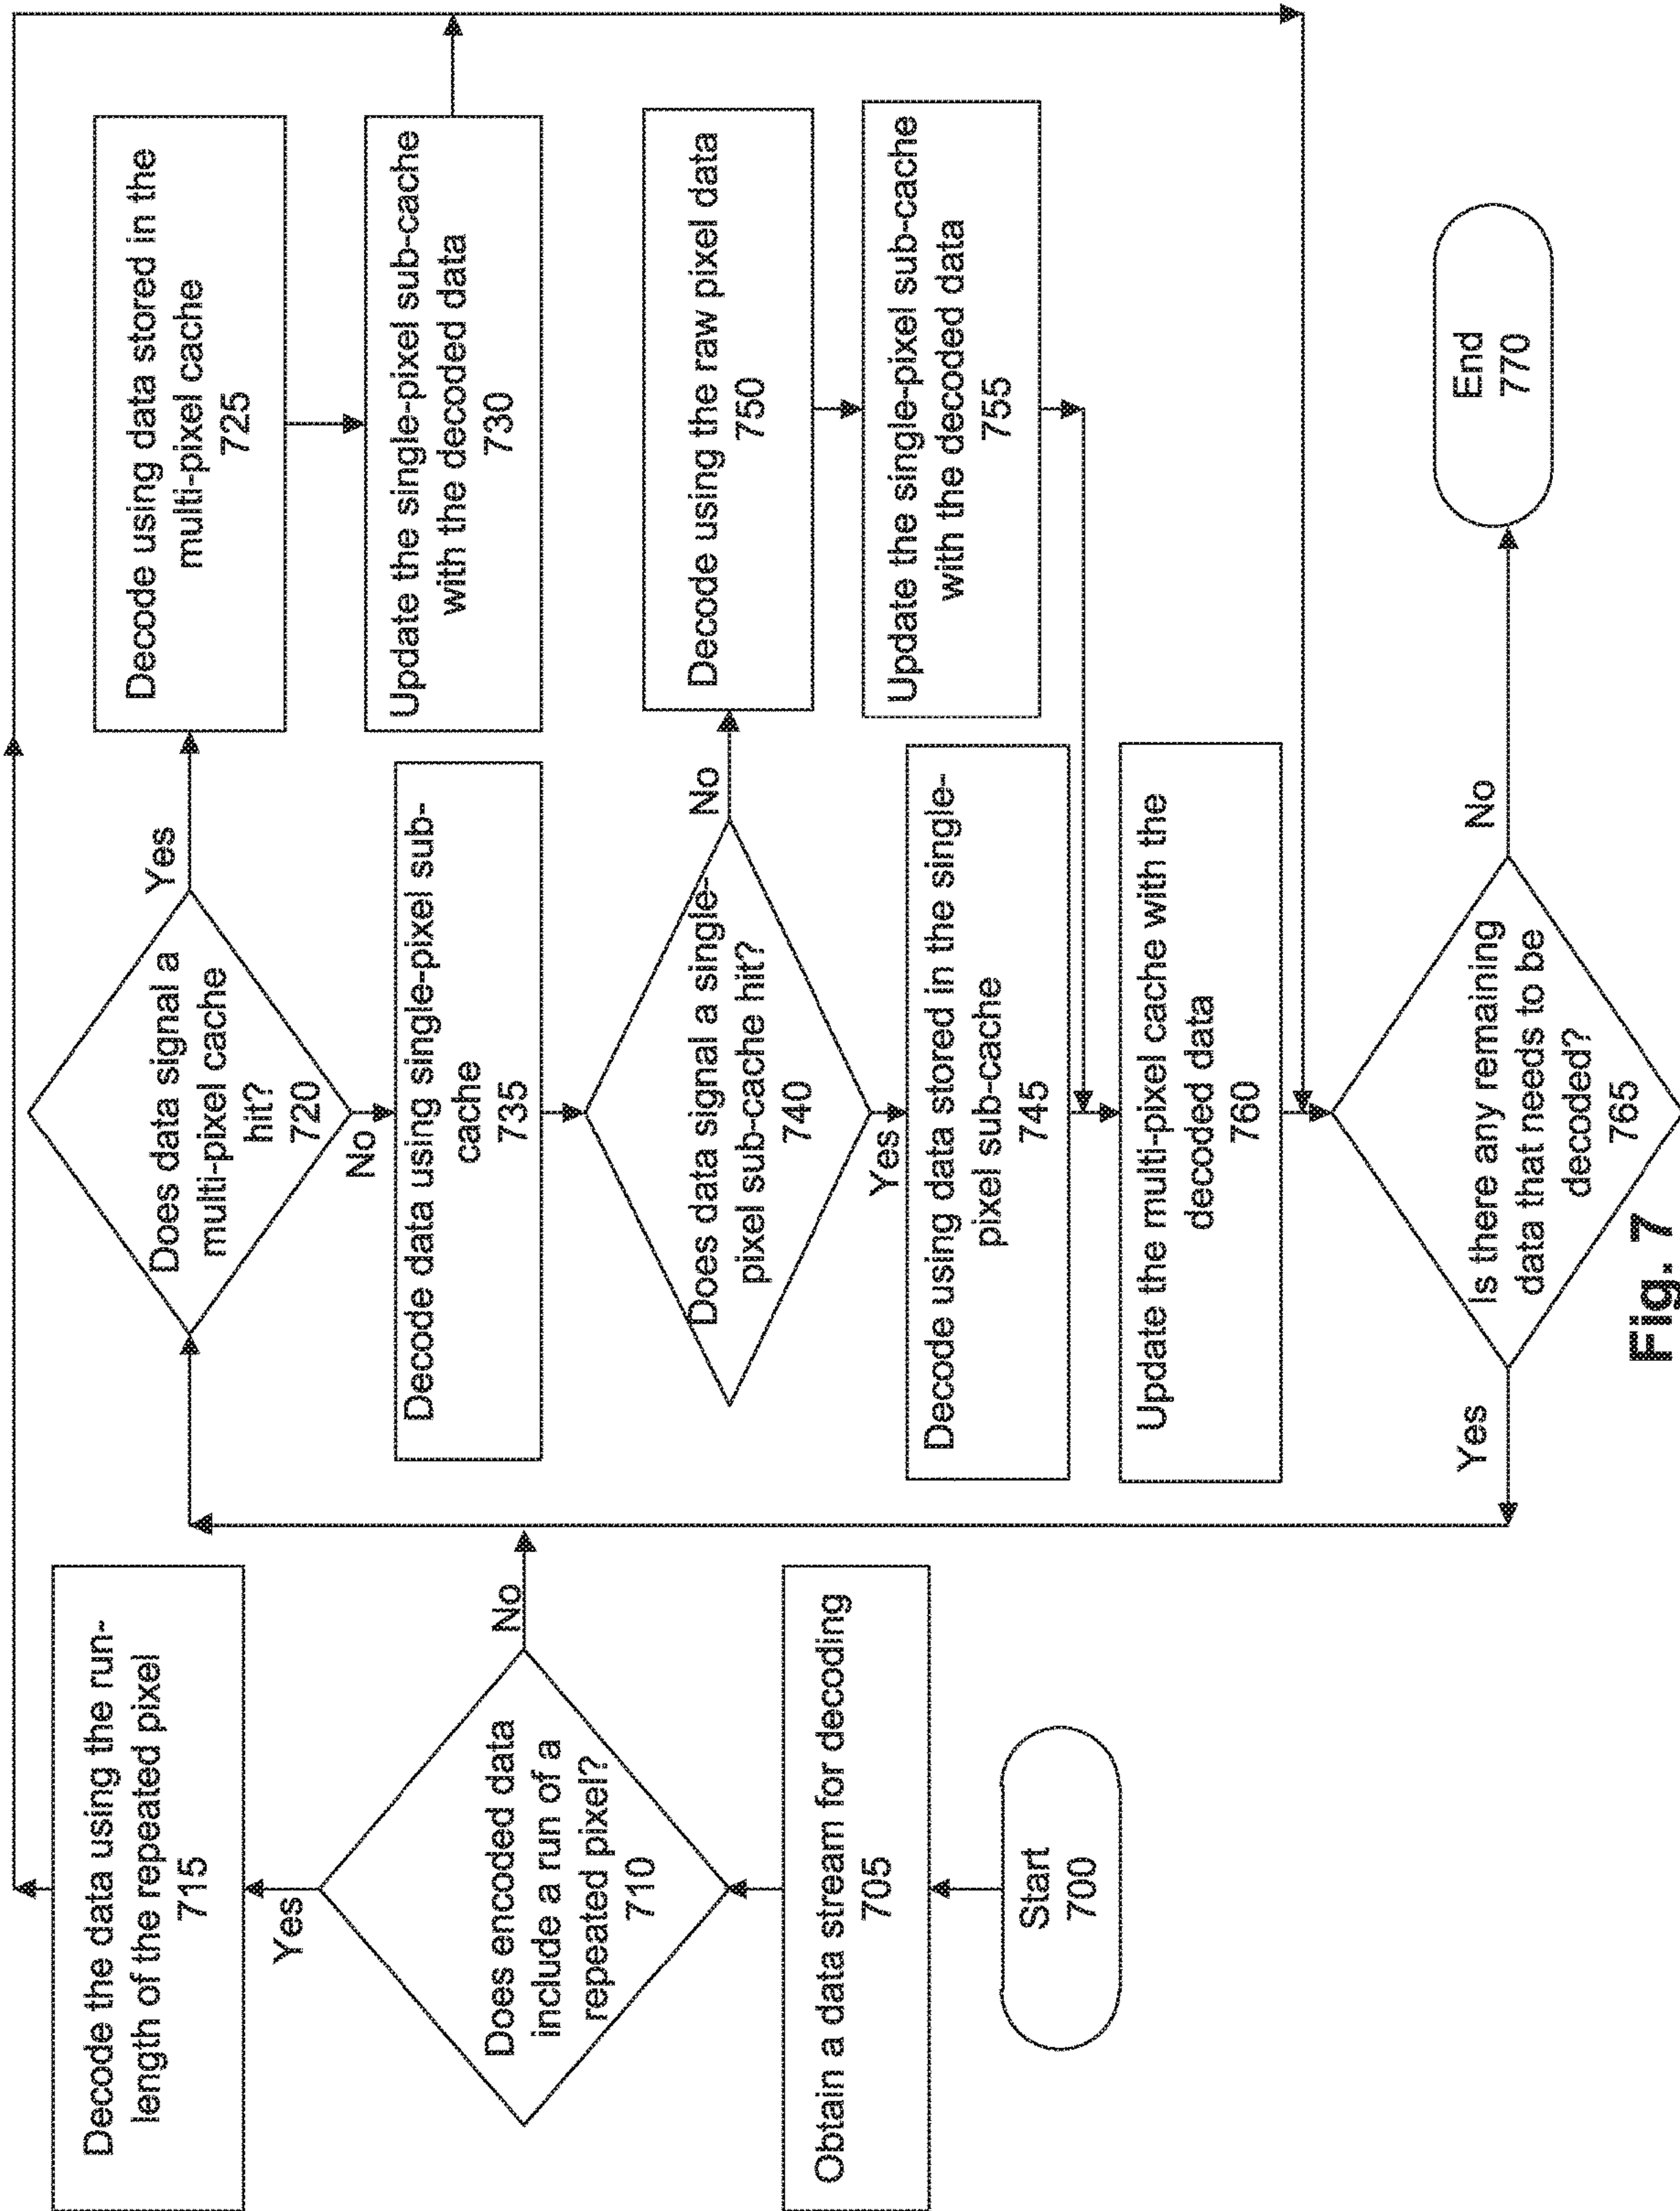 Start
700
Obtain a data stream for decoding
705
Does encoded data
include a run of a
repeated pixel?
710
Yes
No
Decode the data using the run-
length of the repeated pixel
715
Does data signal a
multi-pixel cache
hit?
720
Yes
No
Decode using data stored in the
multi-pixel cache
725
Update the single-pixel sub-cache
with the decoded data
730
Decode data using single-pixel sub-
cache
735
Does data signal a single-
pixel sub-cache hit?
740
No
Yes
Decode using the raw pixel data
750
Update the single-pixel sub-cache
with the decoded data
755
Decode using data stored in the single-
pixel sub-cache
745
Update the multi-pixel cache with the
decoded data
760
Is there any remaining
data that needs to be
decoded?
765
Yes
No
End
770
Fig. 7